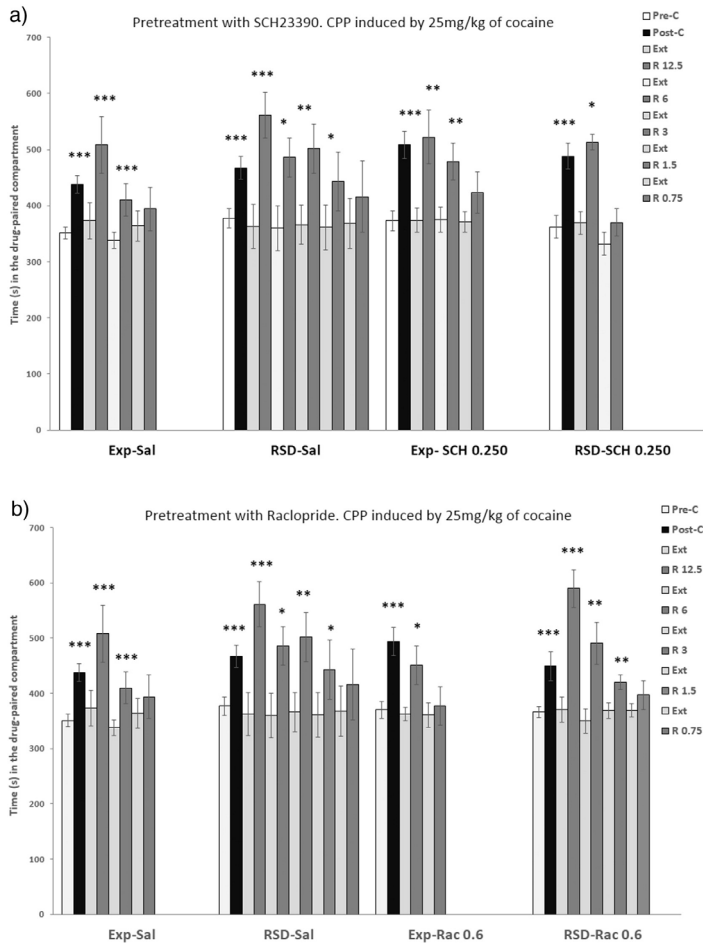 a)
Pretreatment with SCH23390. CPP induced by 25mg/kg of cocaine
Time (s) in the drug-paired compartment
700
600
500
400
300
200
100
0
***
***
***
***
***
*
**
*
***
**
**
***
*
Exp-Sal
RSD-Sal
Exp- SCH 0.250
RSD-SCH 0.250
Pre-C
Post-C
Ext
R 12.5
Ext
R 6
Ext
R 3
Ext
R 1.5
Ext
R 0.75
b)
Pretreatment with Raclopride. CPP induced by 25mg/kg of cocaine
Time (s) in the drug-paired compartment
700
600
500
400
300
200
100
0
***
***
***
***
***
*
**
*
***
*
***
***
**
**
Exp-Sal
RSD-Sal
Exp-Rac 0.6
RSD-Rac 0.6
Pre-C
Post-C
Ext
R 12.5
Ext
R 6
Ext
R 3
Ext
R 1.5
Ext
R 0.75